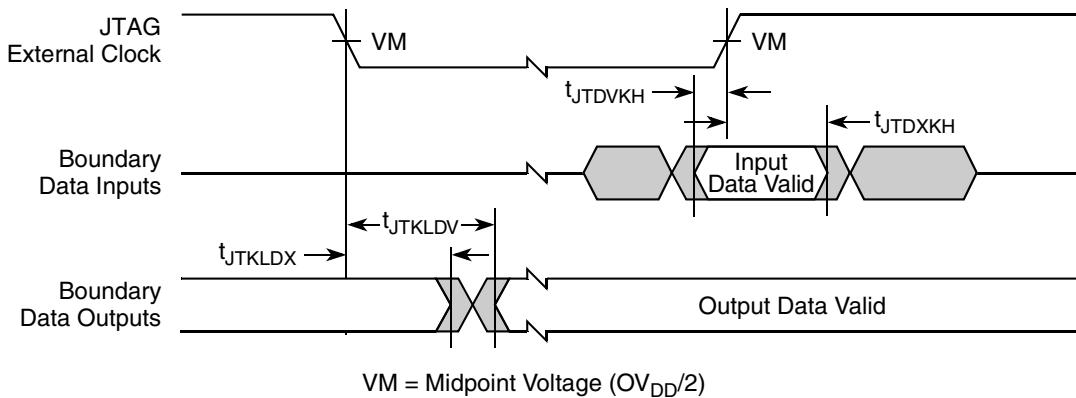 JTAG
External Clock
VM
VM
tJTDVKH
tJTDXKH
Boundary
Data Inputs
Input
Data Valid
tJTKLDV
tJTKLDX
Boundary
Data Outputs
Output Data Valid
VM = Midpoint Voltage (OVDD/2)